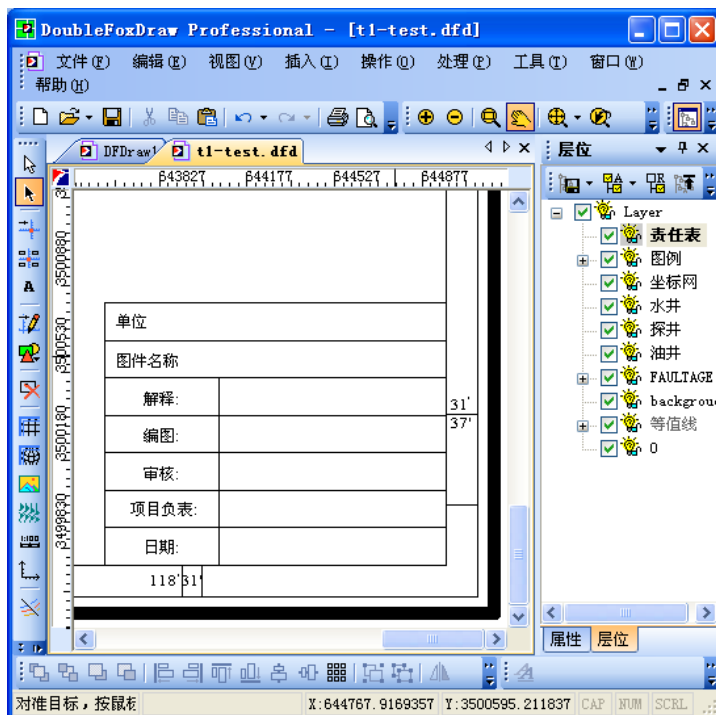 DoubleFoxDraw Professional - [t1-test.dfd]
文件(F) 编辑(E) 视图(V) 插入(I) 操作(O) 处理(P) 工具(T) 窗口(W)
帮助(H)
DFDraw1 t1-test.dfd
层位
643827 644177 644527 644877
3500880
3500530
3500180
3499830
单位
图件名称
解释:
编图:
审核:
项目负表:
日期:
31'
37'
118°31'
Layer
责任表
图例
坐标网
水井
探井
油井
FAULTAGE
backgrou
等值线
0
属性 层位
对准目标，按鼠标
X:644767.9169357 Y:3500595.211837 CAP NUM SCRL